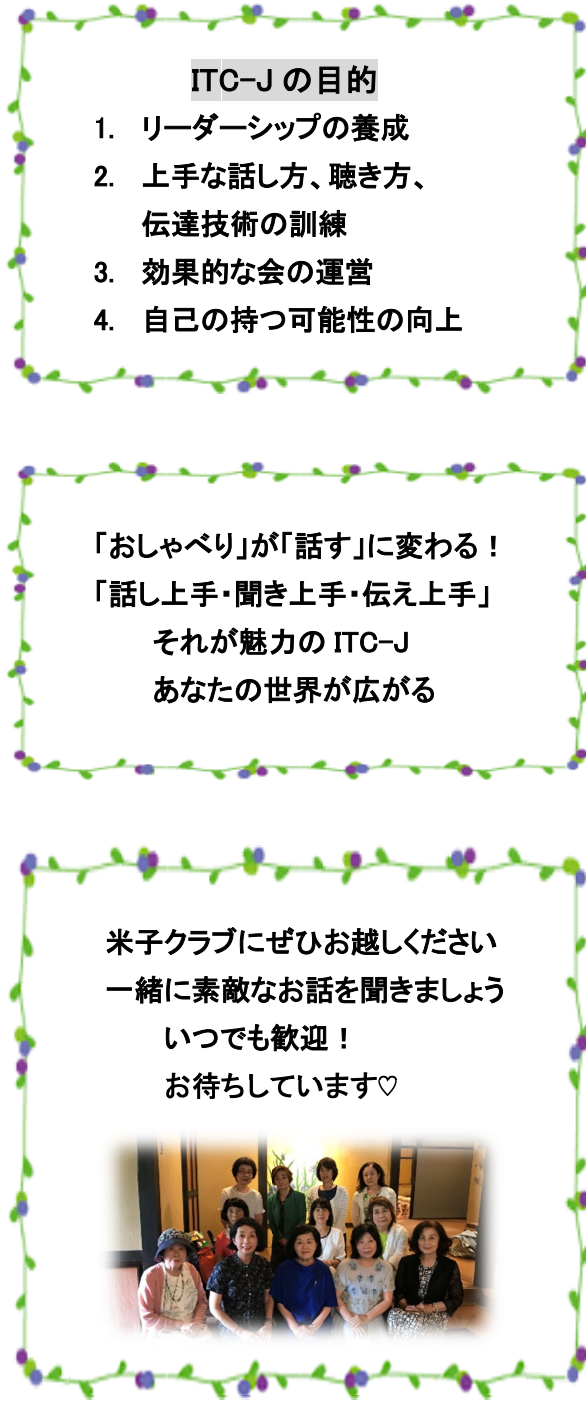 ITC-J の目的
1. リーダーシップの養成
2. 上手な話し方、聴き方、
伝達技術の訓練
3. 効果的な会の運営
4. 自己の持つ可能性の向上
「おしゃべり」が「話す」に変わる！
「話し上手・聞き上手・伝え上手」
それが魅力の ITC-J
あなたの世界が広がる
米子クラブにぜひお越しください
一緒に素敵なお話を聞きましょう
いつでも歓迎！
お待ちしています♡